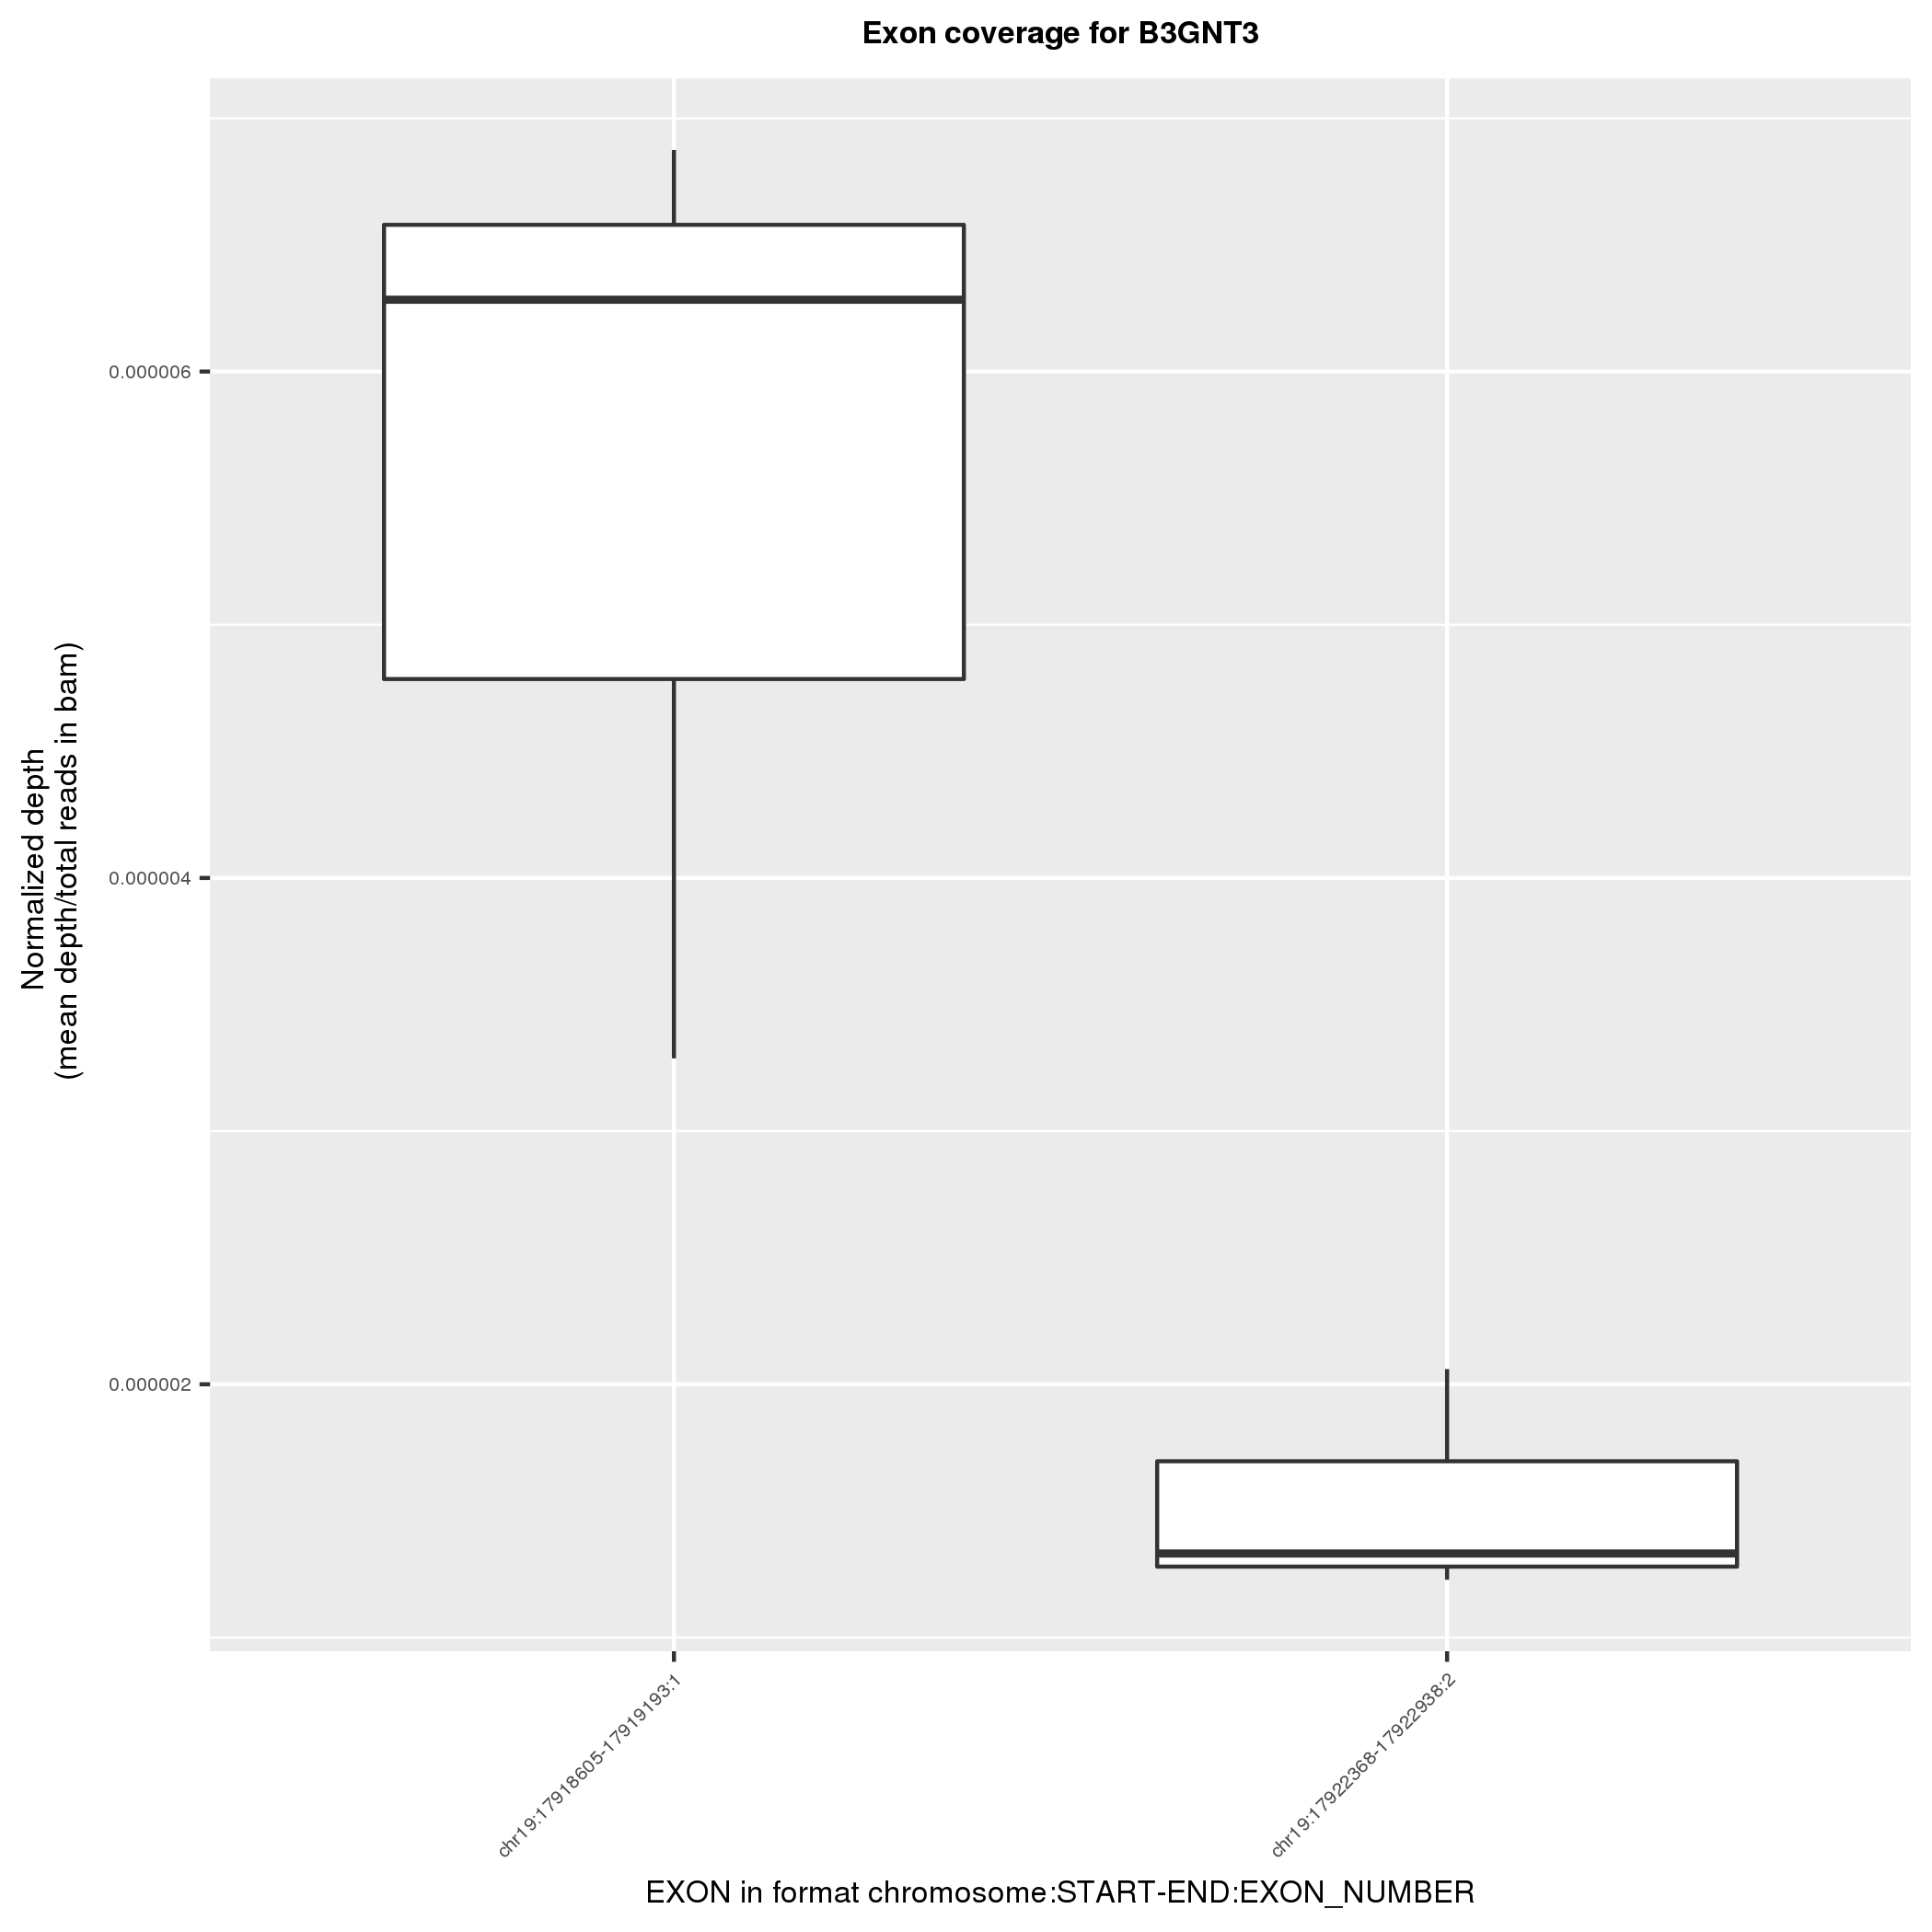 Exon coverage for B3GNT3
Normalized depth
(mean depth/total reads in bam)
0.000006
0.000004
0.000002
chr19:17918605-17919193:1
chr19:17922368-17922938:2
EXON in format chromosome:START-END:EXON_NUMBER